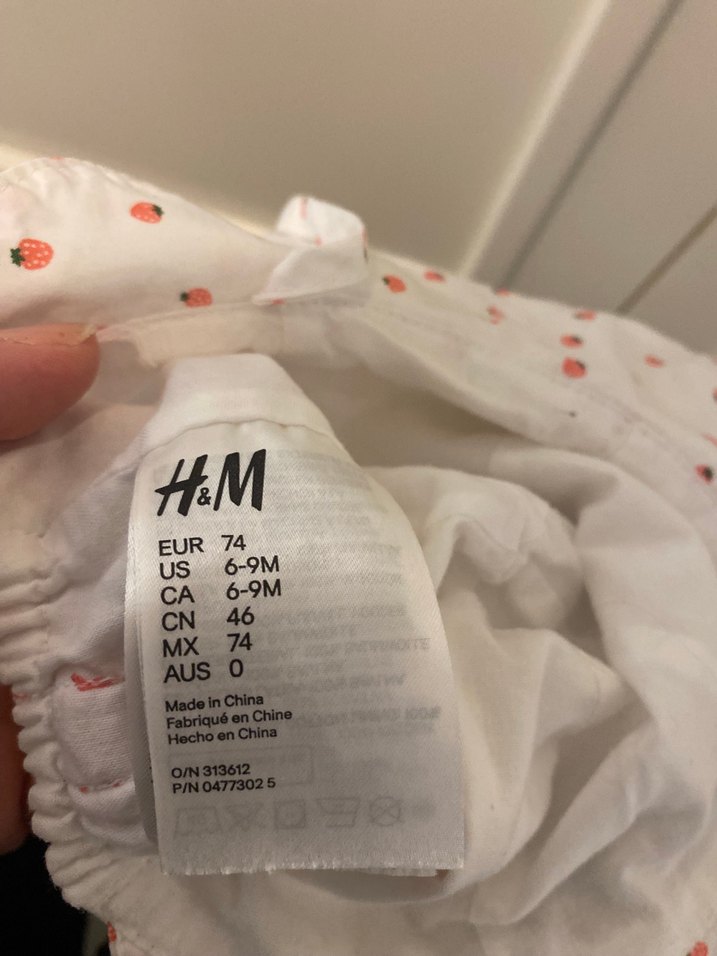 H&M
EUR 74
US 6-9M
CA 6-9M
CN 46
MX 74
AUS 0
Made in China
Fabriqué en Chine
Hecho en China
O/N 313612
P/N 0477302 5